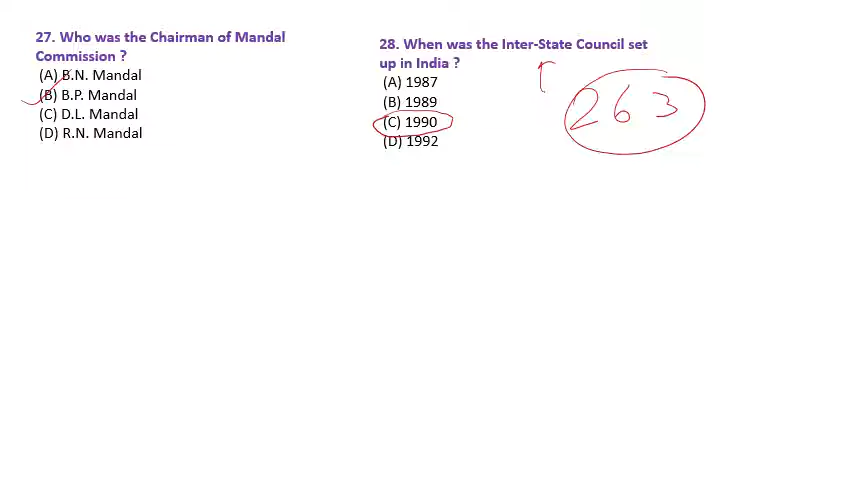 27. Who was the Chairman of Mandal
Commission ?
(A) B.N. Mandal
(B) B.P. Mandal
(C) D.L. Mandal
(D) R.N. Mandal
28. When was the Inter-State Council set
up in India ?
(A) 1987
(B) 1989
(C) 1990
(D) 1992
263